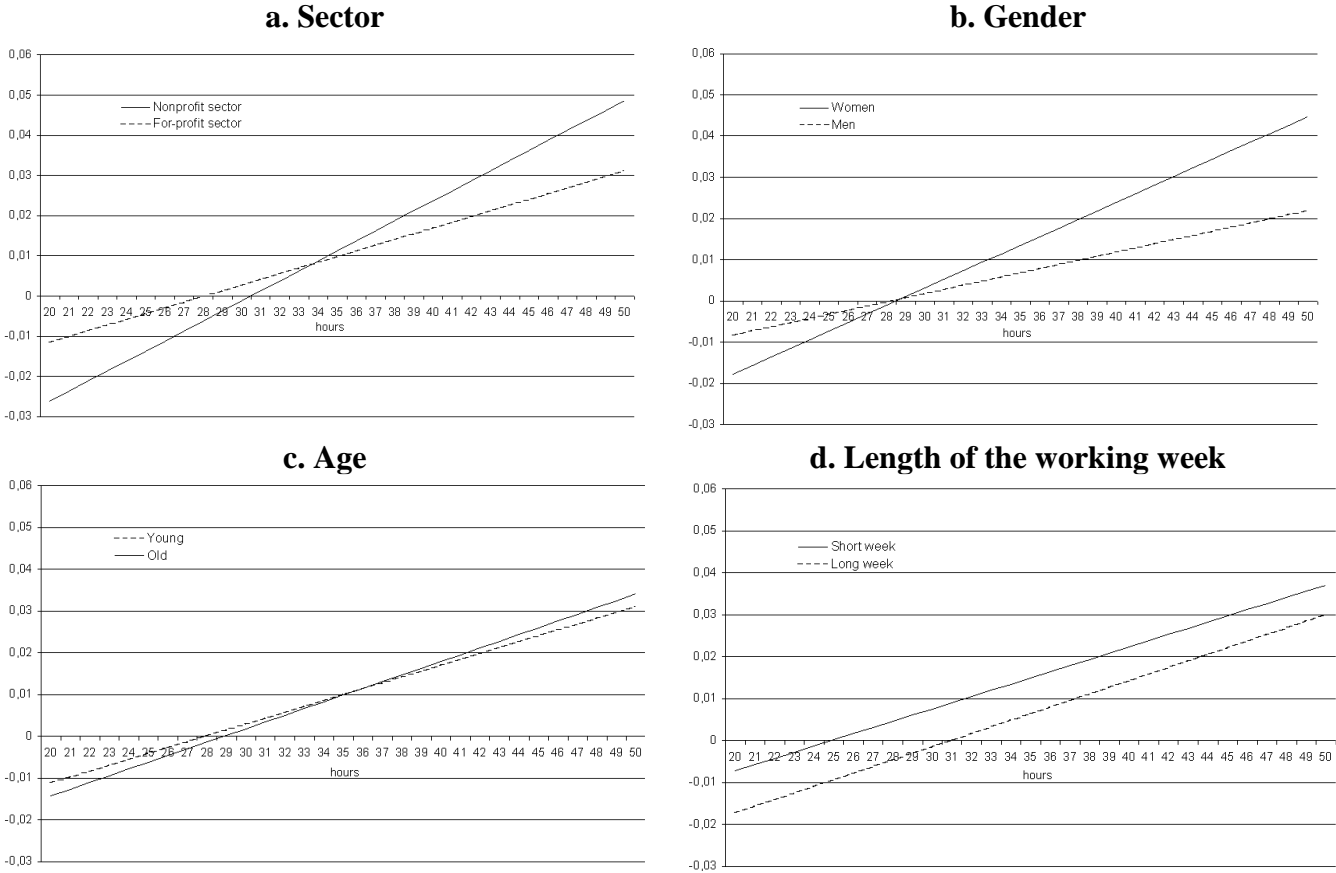 a. Sector
0,06
0,05
0,04
0,03
0,02
0,01
0
-0,01
-0,02
-0,03
Nonprofit sector
For-profit sector
20 21 22 23 24 25 26 27 28 29 30 31 32 33 34 35 36 37 38 39 40 41 42 43 44 45 46 47 48 49 50
hours
b. Gender
0,06
0,05
0,04
0,03
0,02
0,01
0
-0,01
-0,02
-0,03
Women
Men
20 21 22 23 24 25 26 27 28 29 30 31 32 33 34 35 36 37 38 39 40 41 42 43 44 45 46 47 48 49 50
hours
c. Age
0,06
0,05
0,04
0,03
0,02
0,01
0
-0,01
-0,02
-0,03
Young
Old
20 21 22 23 24 25 26 27 28 29 30 31 32 33 34 35 36 37 38 39 40 41 42 43 44 45 46 47 48 49 50
hours
d. Length of the working week
0,06
0,05
0,04
0,03
0,02
0,01
0
-0,01
-0,02
-0,03
Short week
Long week
20 21 22 23 24 25 26 27 28 29 30 31 32 33 34 35 36 37 38 39 40 41 42 43 44 45 46 47 48 49 50
hours